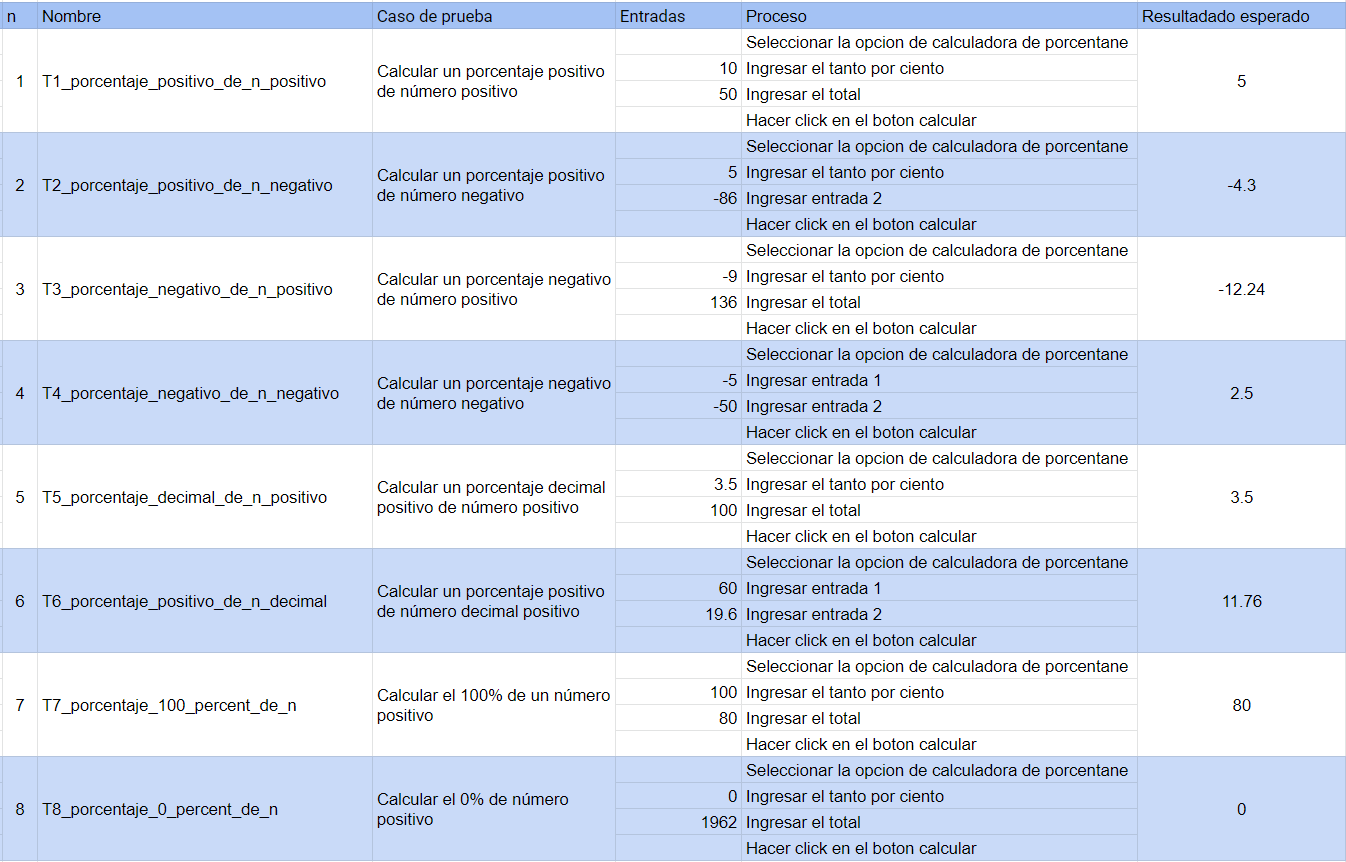 n Nombre Caso de prueba Entradas Proceso Resultadado esperado
Seleccionar la opcion de calculadora de porcentane
1 T1_porcentaje_positivo_de_n_positivo Calcular un porcentaje positivo de número positivo 10 Ingresar el tanto por ciento 5
50 Ingresar el total
Hacer click en el boton calcular
Seleccionar la opcion de calculadora de porcentane
2 T2_porcentaje_positivo_de_n_negativo Calcular un porcentaje positivo de número negativo 5 Ingresar el tanto por ciento -4.3
-86 Ingresar entrada 2
Hacer click en el boton calcular
Seleccionar la opcion de calculadora de porcentane
3 T3_porcentaje_negativo_de_n_positivo Calcular un porcentaje negativo de número positivo -9 Ingresar el tanto por ciento -12.24
136 Ingresar el total
Hacer click en el boton calcular
Seleccionar la opcion de calculadora de porcentane
4 T4_porcentaje_negativo_de_n_negativo Calcular un porcentaje negativo de número negativo -5 Ingresar entrada 1 2.5
-50 Ingresar entrada 2
Hacer click en el boton calcular
Seleccionar la opcion de calculadora de porcentane
5 T5_porcentaje_decimal_de_n_positivo Calcular un porcentaje decimal positivo de número positivo 3.5 Ingresar el tanto por ciento 3.5
100 Ingresar el total
Hacer click en el boton calcular
Seleccionar la opcion de calculadora de porcentane
6 T6_porcentaje_positivo_de_n_decimal Calcular un porcentaje positivo de número decimal positivo 60 Ingresar entrada 1 11.76
19.6 Ingresar entrada 2
Hacer click en el boton calcular
Seleccionar la opcion de calculadora de porcentane
7 T7_porcentaje_100_percent_de_n Calcular el 100% de un número positivo 100 Ingresar el tanto por ciento 80
80 Ingresar el total
Hacer click en el boton calcular
Seleccionar la opcion de calculadora de porcentane
8 T8_porcentaje_0_percent_de_n Calcular el 0% de número positivo 0 Ingresar el tanto por ciento 0
1962 Ingresar el total
Hacer click en el boton calcular